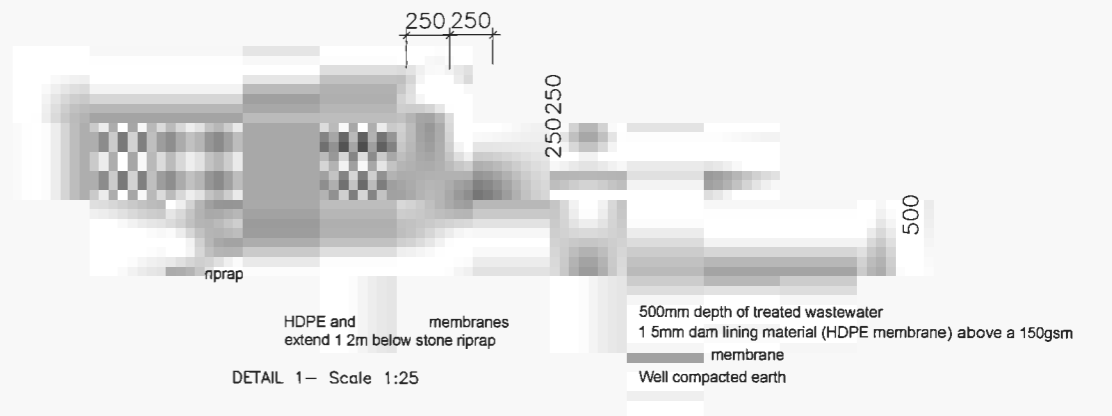 250 250
250 250
500
riprap
HDPE and membranes
extend 1 2m below stone riprap
500mm depth of treated wastewater
1 5mm dam lining material (HDPE membrane) above a 150gsm
membrane
Well compacted earth
DETAIL 1– Scale 1:25